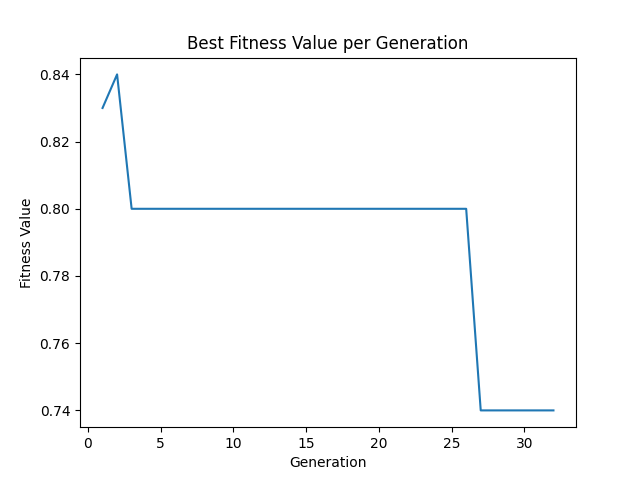 Best Fitness Value per Generation
0.84
0.82
0.80
0.78
0.76
0.74
Fitness Value
0 5 10 15 20 25 30
Generation